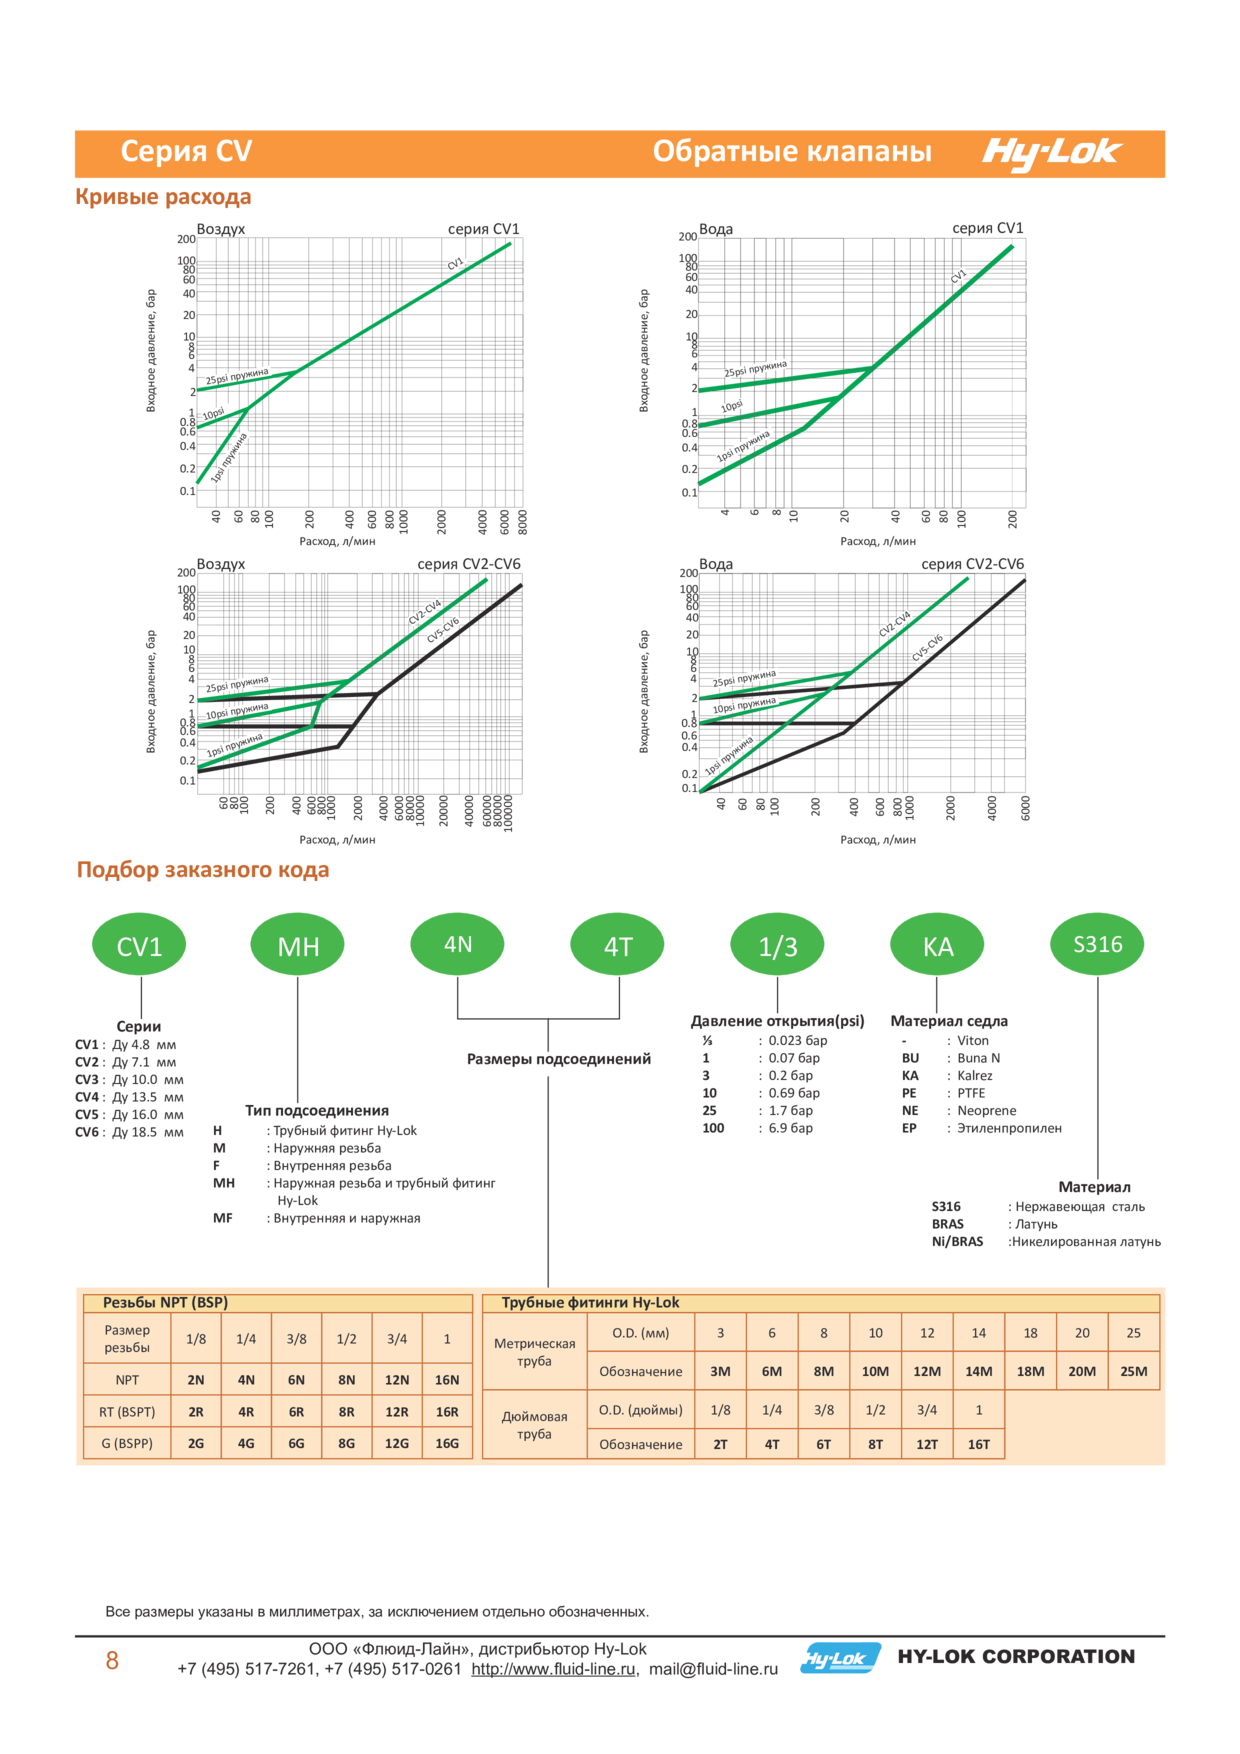 Серия CV
Обратные клапаны
Hy-Lok
Кривые расхода
Воздух
серия CV1
Входное давление, бар
200
100
80
60
40
20
10
8
6
4
2
1
0.8
0.6
0.4
0.2
0.1
CV1
25psi пружина
10psi
1psi пружина
40 60 80 100 200 400 600 800 1000 2000 4000 6000 8000
Расход, л/мин
Вода
серия CV1
Входное давление, бар
200
100
80
60
40
20
10
8
6
4
2
1
0.8
0.6
0.4
0.2
0.1
CV1
25psi пружина
10psi
1psi пружина
4 6 8 10 20 40 60 80 100 200
Расход, л/мин
Воздух
серия CV2-CV6
Входное давление, бар
200
100
80
60
40
20
10
8
6
4
2
1
0.8
0.6
0.4
0.2
0.1
CV2-CV4
CV5-CV6
25psi пружина
10psi пружина
1psi пружина
60 80 100 200 400 600 800 1000 2000 4000 6000 8000 10000 20000 40000 60000 80000 100000
Расход, л/мин
Вода
серия CV2-CV6
Входное давление, бар
200
100
80
60
40
20
10
8
6
4
2
1
0.8
0.6
0.4
0.2
0.1
CV2-CV4
CV5-CV6
25psi пружина
10psi пружина
1psi пружина
40 60 80 100 200 400 600 800 1000 2000 4000 6000
Расход, л/мин
Подбор заказного кода
CV1 MH 4N 4T 1/3 KA S316
Серии
CV1 : Ду 4.8 мм
CV2 : Ду 7.1 мм
CV3 : Ду 10.0 мм
CV4 : Ду 13.5 мм
CV5 : Ду 16.0 мм
CV6 : Ду 18.5 мм
Тип подсоединения
H : Трубный фитинг Hy-Lok
M : Наружняя резьба
F : Внутренняя резьба
MH : Наружная резьба и трубный фитинг
Hy-Lok
MF : Внутренняя и наружная
Размеры подсоединений
Давление открытия(psi)
⅓ : 0.023 бар
1 : 0.07 бар
3 : 0.2 бар
10 : 0.69 бар
25 : 1.7 бар
100 : 6.9 бар
Материал седла
- : Viton
BU : Buna N
KA : Kalrez
PE : PTFE
NE : Neoprene
EP : Этиленпропилен
Материал
S316 : Нержавеющая сталь
BRAS : Латунь
Ni/BRAS :Никелированная латунь
Резьбы NPT (BSP)
Размер резьбы 1/8 1/4 3/8 1/2 3/4 1
NPT 2N 4N 6N 8N 12N 16N
RT (BSPT) 2R 4R 6R 8R 12R 16R
G (BSPP) 2G 4G 6G 8G 12G 16G
Трубные фитинги Hy-Lok
Метрическая труба
O.D. (мм) 3 6 8 10 12 14 18 20 25
Обозначение 3M 6M 8M 10M 12M 14M 18M 20M 25M
Дюймовая труба
O.D. (дюймы) 1/8 1/4 3/8 1/2 3/4 1
Обозначение 2T 4T 6T 8T 12T 16T
Все размеры указаны в миллиметрах, за исключением отдельно обозначенных.
8
ООО «Флюид-Лайн», дистрибьютор Hy-Lok
+7 (495) 517-7261, +7 (495) 517-0261 http://www.fluid-line.ru, mail@fluid-line.ru
Hy-Lok
HY-LOK CORPORATION